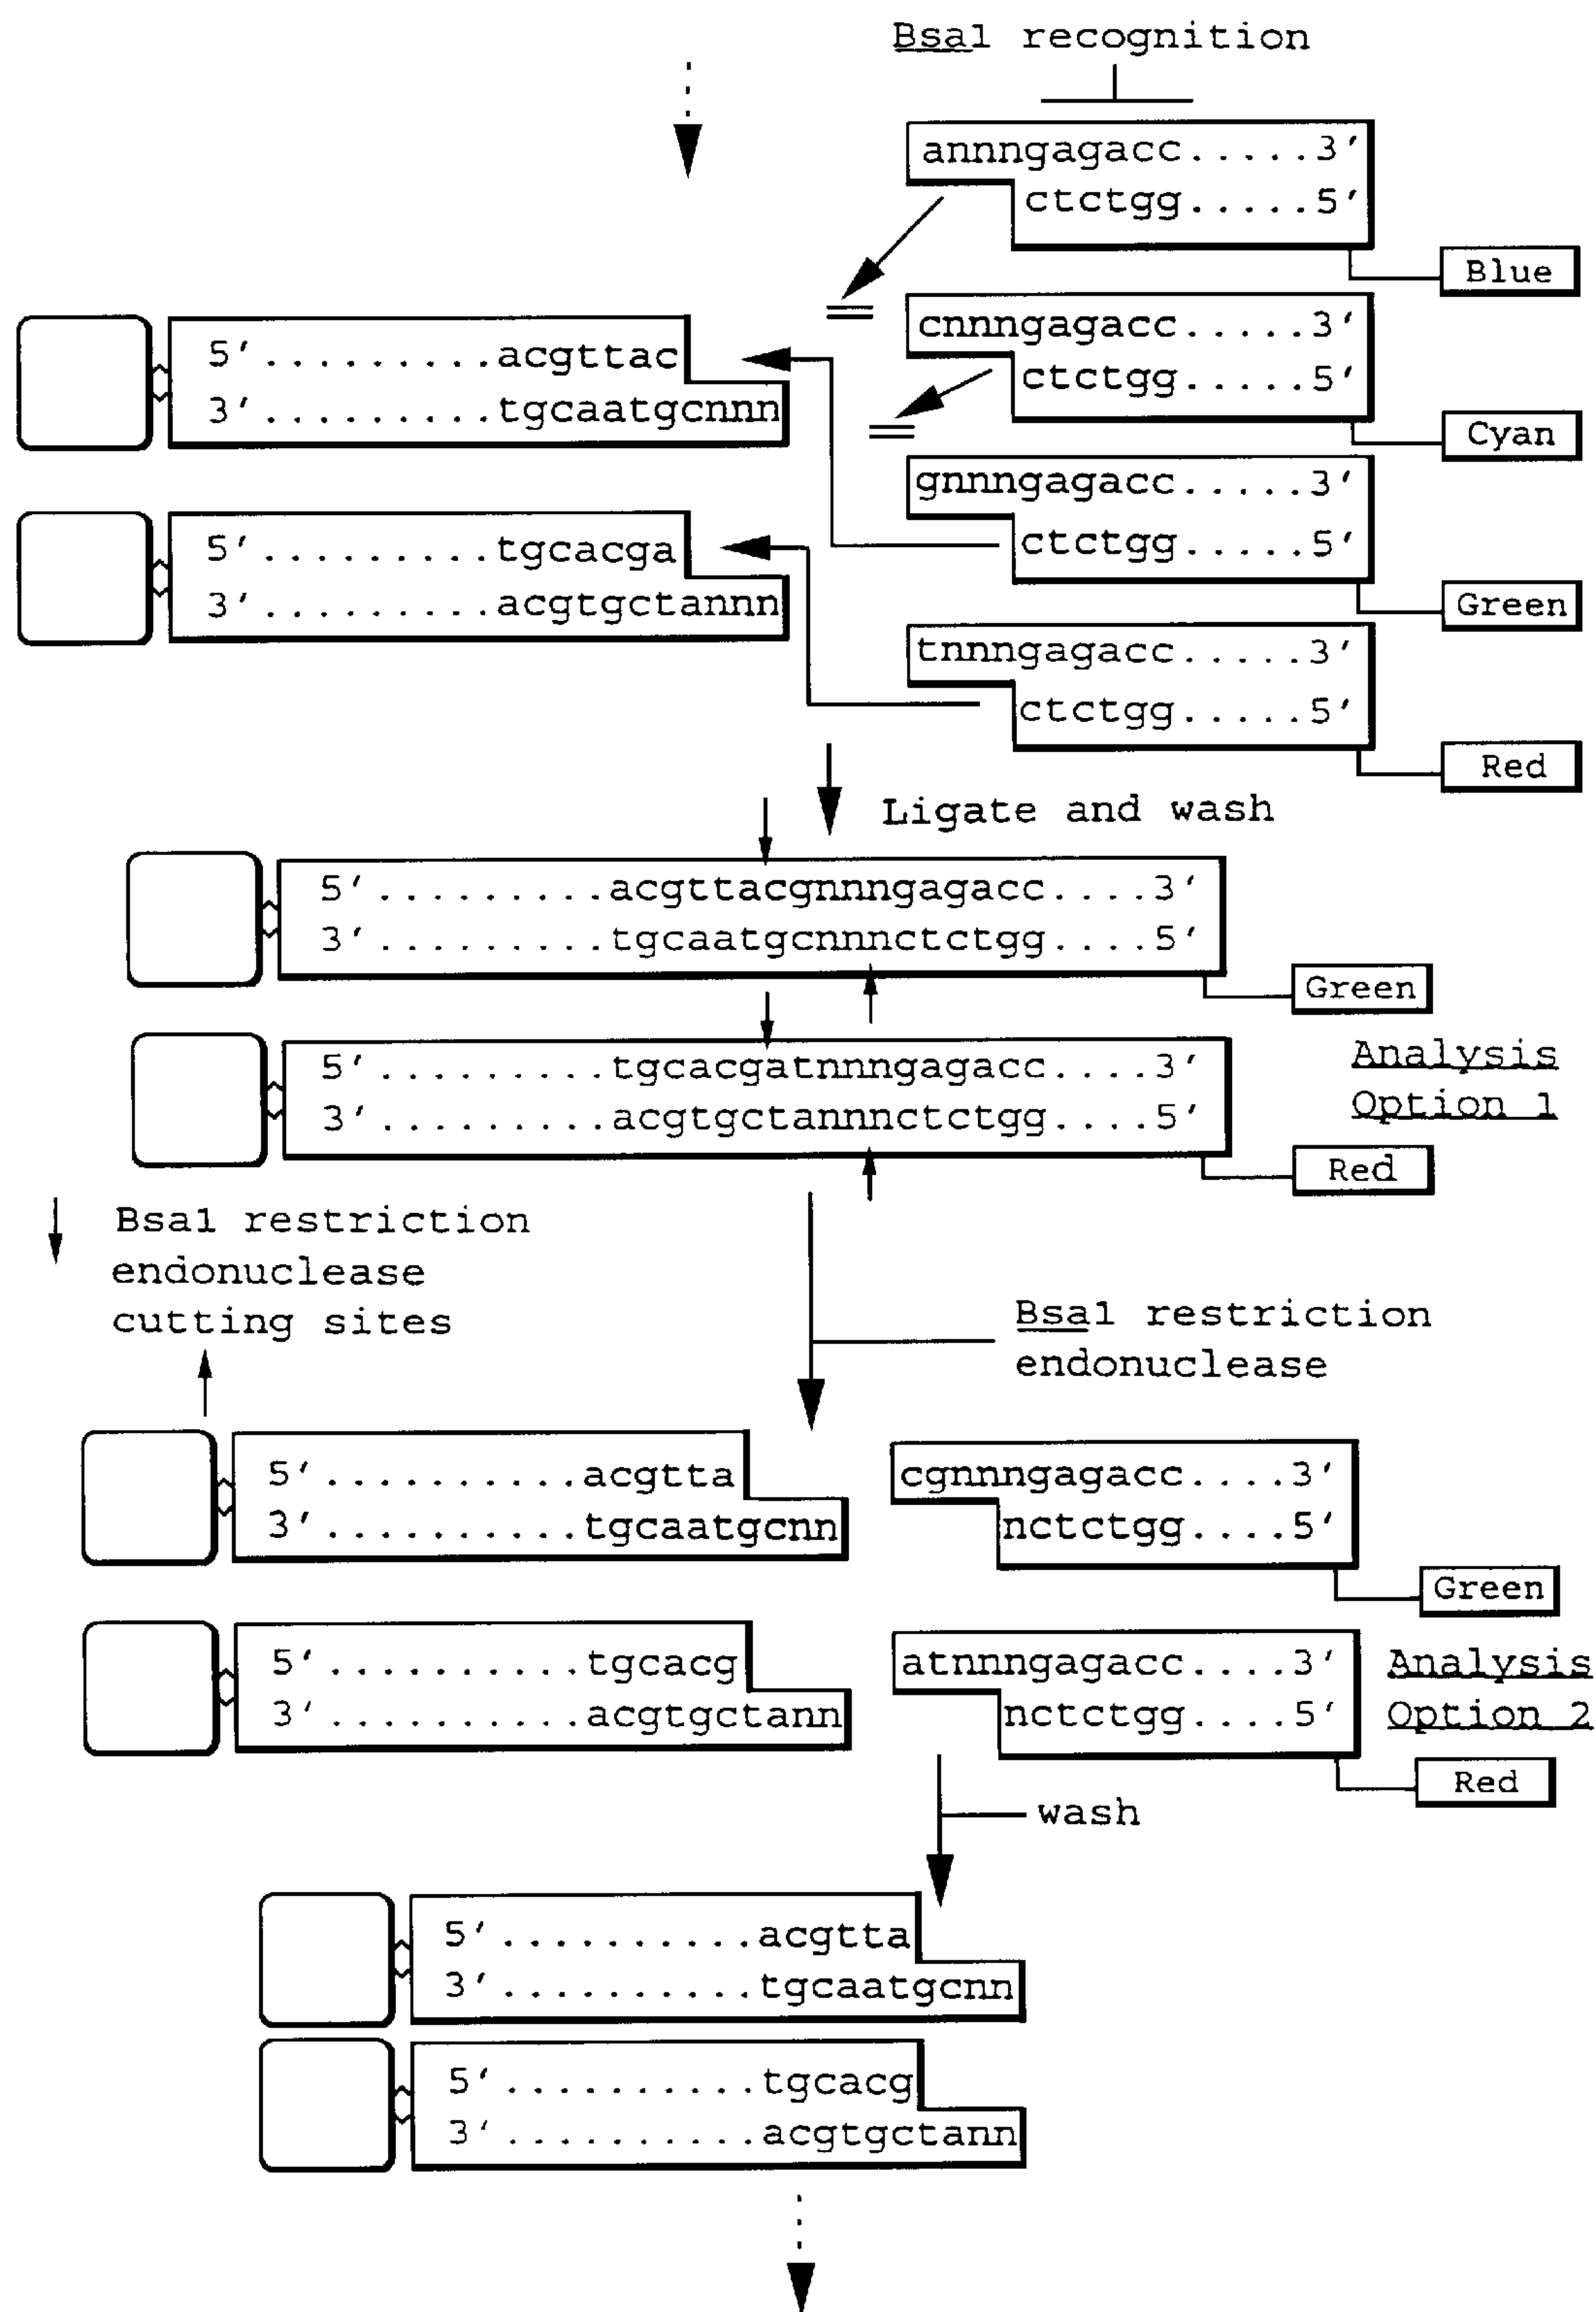 Bsa1 recognition
annngagacc.....3′
ctctgg.....5′
Blue
cnnngagacc.....3′
ctctgg.....5′
Cyan
5′.........acgttac
3′.........tgcaatgcnnn
gnnngagacc.....3′
ctctgg.....5′
Green
5′.........tgcacga
3′.........acgtgctannn
tnnngagacc.....3′
ctctgg.....5′
Red
Ligate and wash
5′.........acgttacgnnngagacc....3′
3′.........tgcaatgcnnnctctgg....5′
Green
5′.........tgcacgatnnngagacc....3′
3′.........acgtgctannnctctgg....5′
Analysis
Option 1
Red
Bsa1 restriction
endonuclease
cutting sites
Bsa1 restriction
endonuclease
5′..........acgtta
3′..........tgcaatgcnn
cgnnngagacc....3′
nctctgg....5′
Green
5′..........tgcacg
3′..........acgtgctann
atnnngagacc....3′
nctctgg....5′
Analysis
Option 2
Red
wash
5′..........acgtta
3′..........tgcaatgcnn
5′..........tgcacg
3′..........acgtgctann